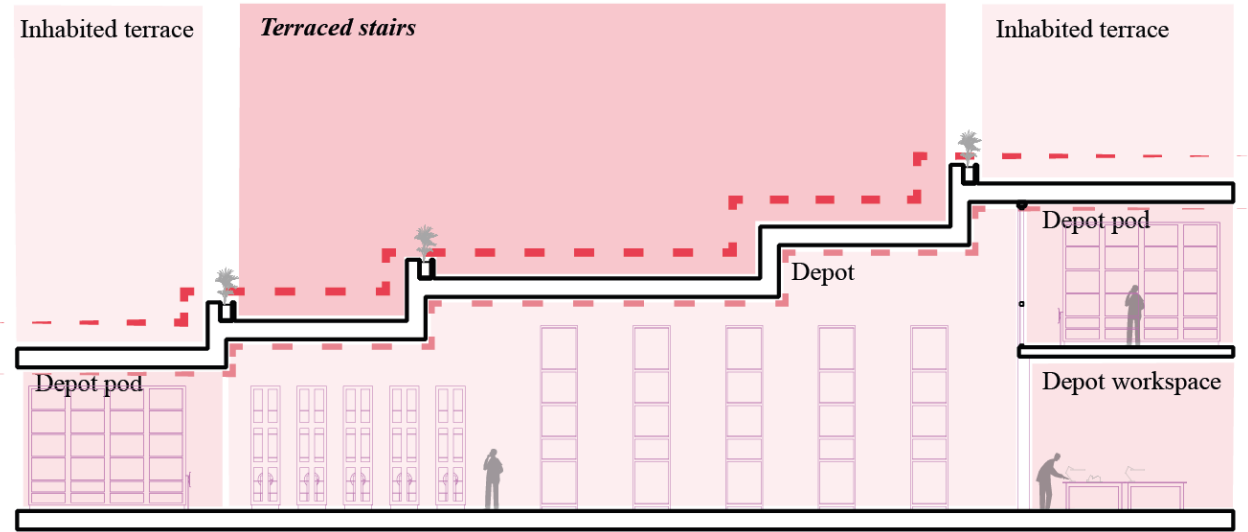 Inhabited terrace
Terraced stairs
Inhabited terrace
Depot pod
Depot
Depot pod
Depot workspace